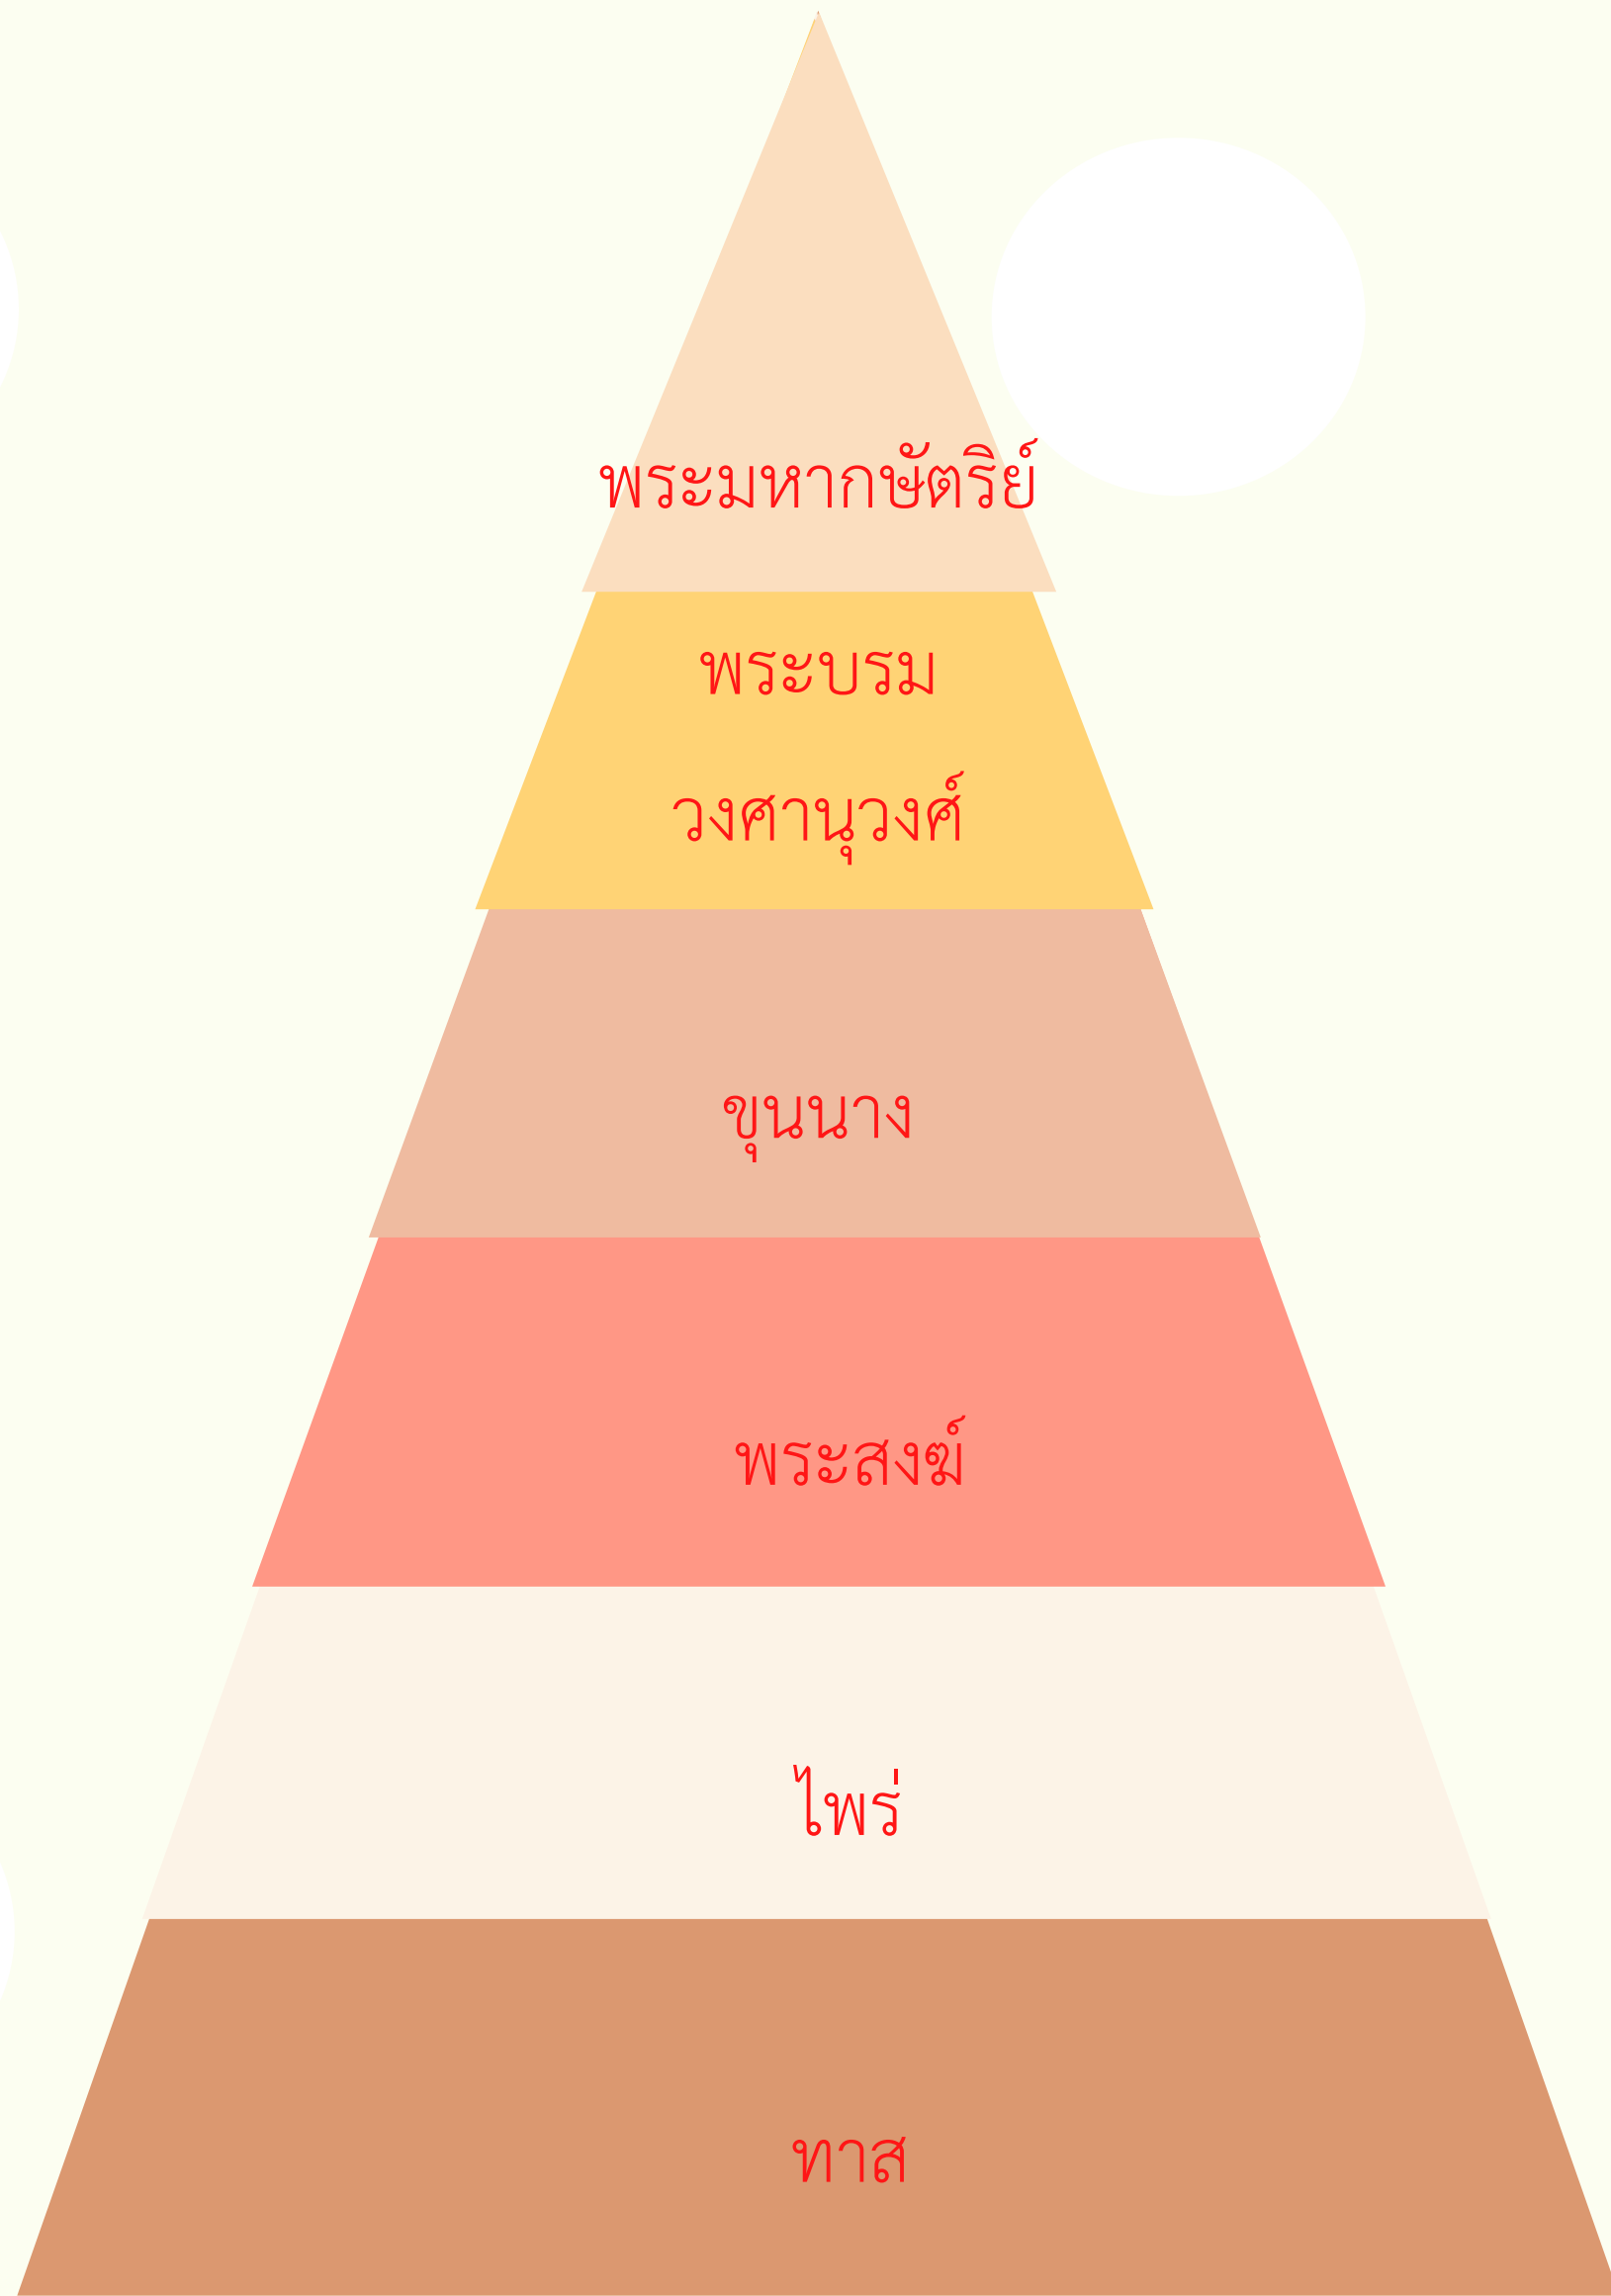 พระมหากษัตริย์
พระบรม
วงศานุวงศ์
ขุนนาง
พระสงฆ์
ไพร่
ทาส